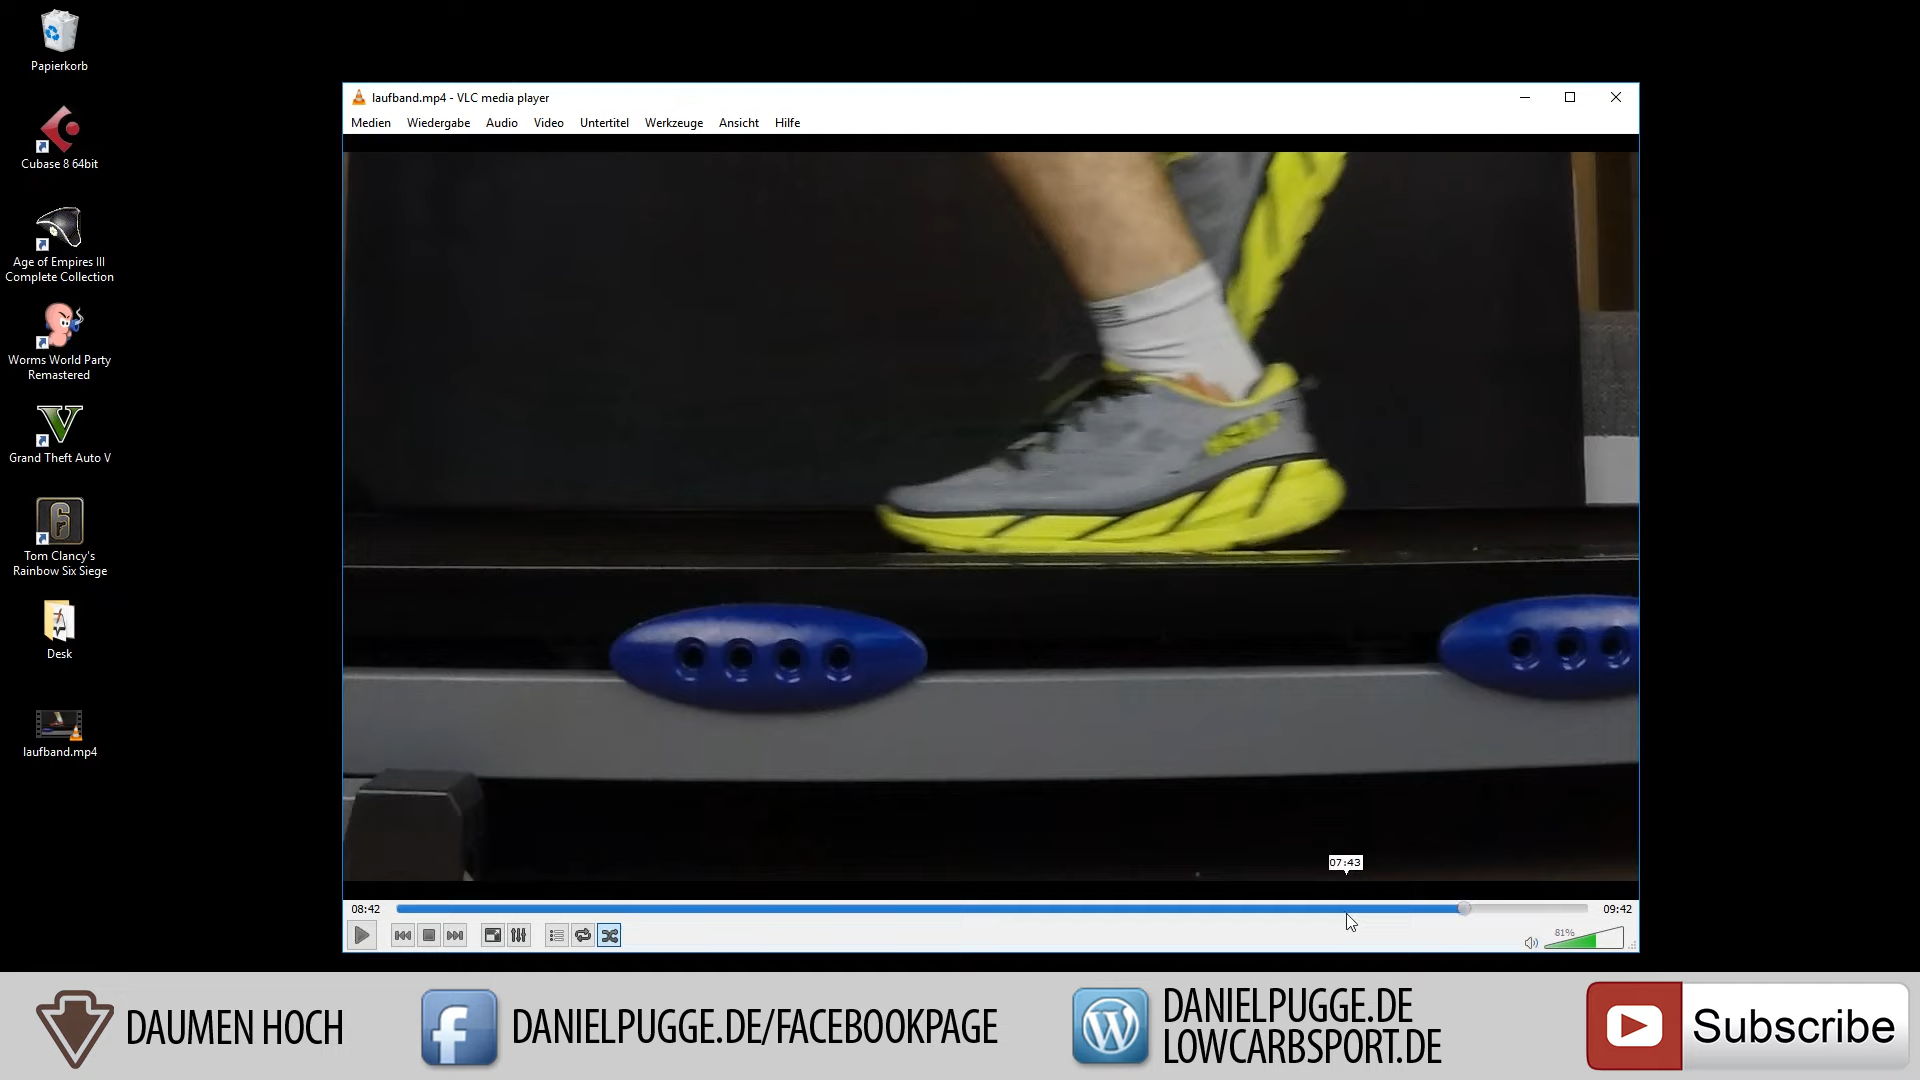 Papierkorb
Cubase 8 64bit
Age of Empires III
Complete Collection
Worms World Party
Remastered
Grand Theft Auto V
Tom Clancy's
Rainbow Six Siege
Desk
laufband.mp4
laufband.mp4 - VLC media player
Medien Wiedergabe Audio Video Untertitel Werkzeuge Ansicht Hilfe
07:43
08:42
09:42
81%
DAUMEN HOCH
DANIELPUGGE.DE/FACEBOOKPAGE
DANIELPUGGE.DE
LOWCARBSPORT.DE
Subscribe